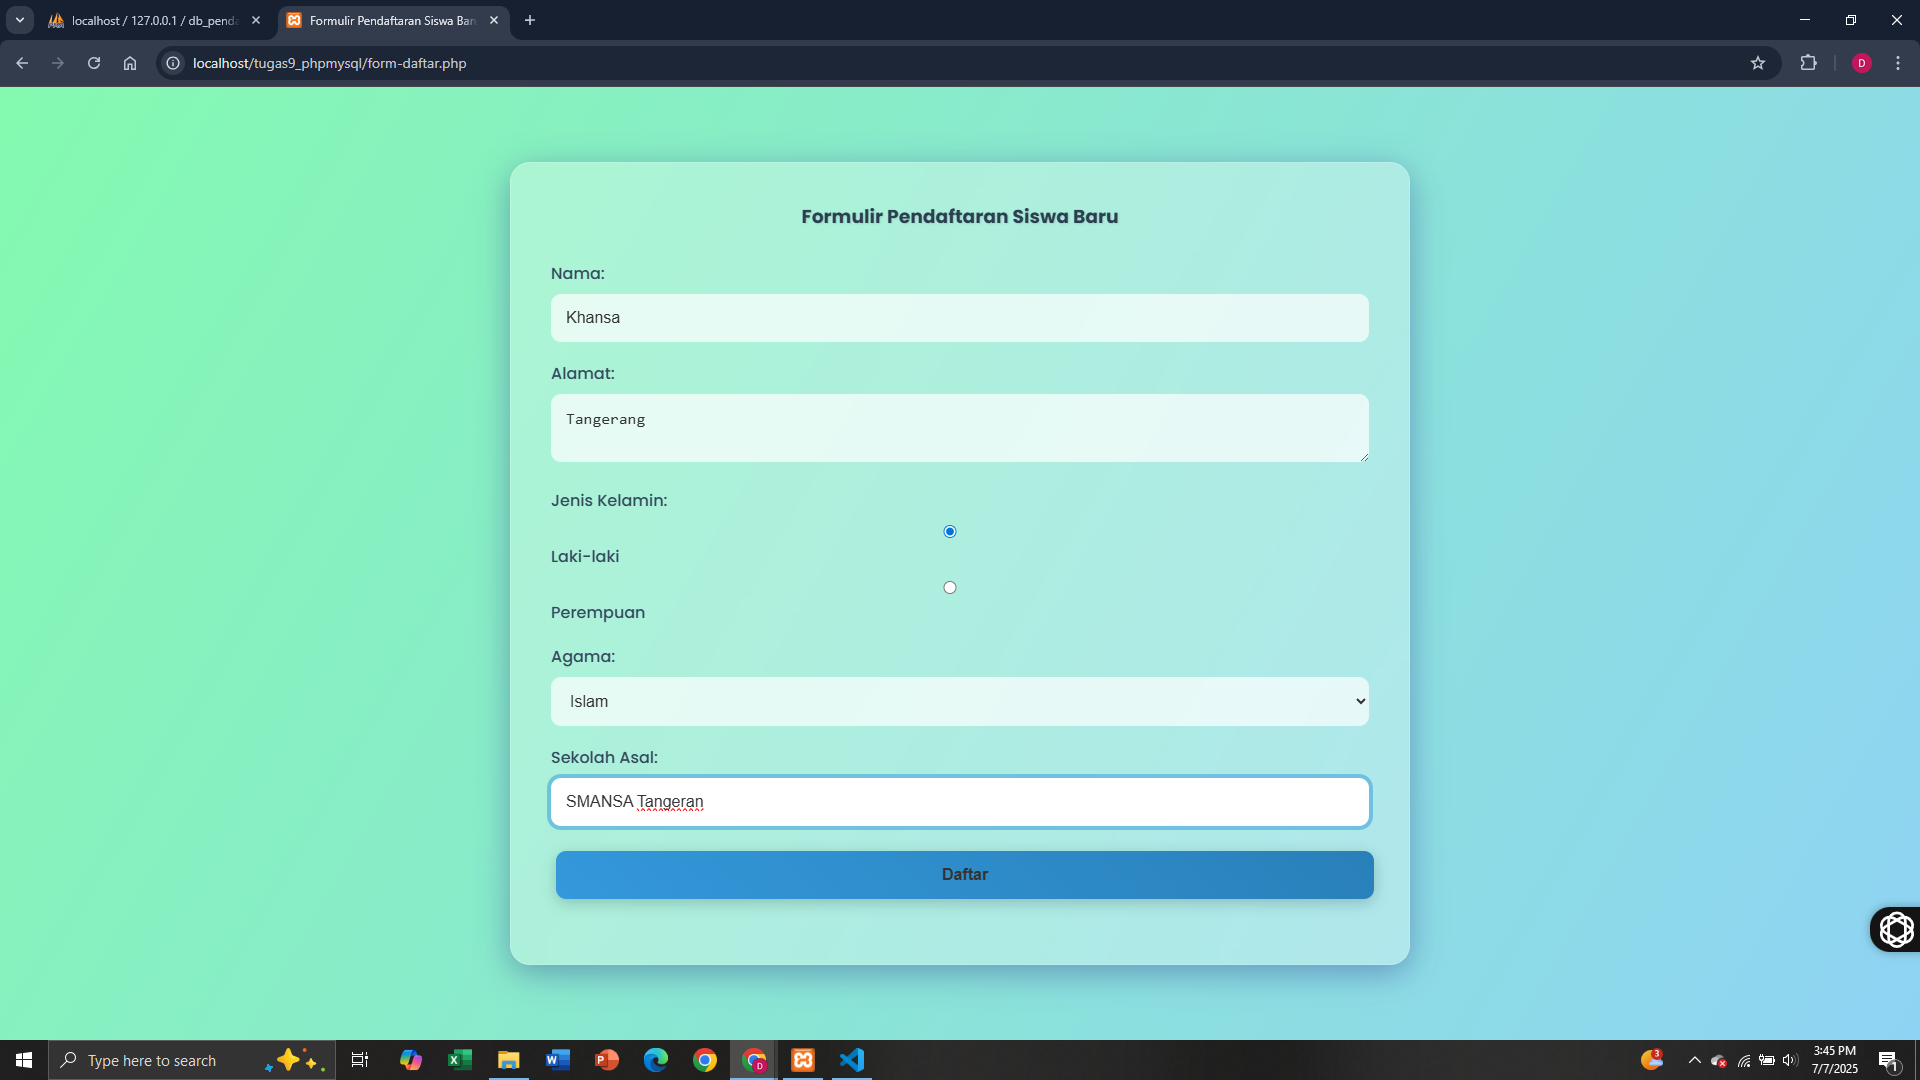 localhost / 127.0.0.1 / db_penda
Formulir Pendaftaran Siswa Bar
localhost/tugas9_phpmysql/form-daftar.php
D
Formulir Pendaftaran Siswa Baru
Nama:
Khansa
Alamat:
Tangerang
Jenis Kelamin:
Laki-laki
Perempuan
Agama:
Islam
Sekolah Asal:
SMANSA Tangeran
Daftar
Type here to search
3
3:45 PM
7/7/2025
1